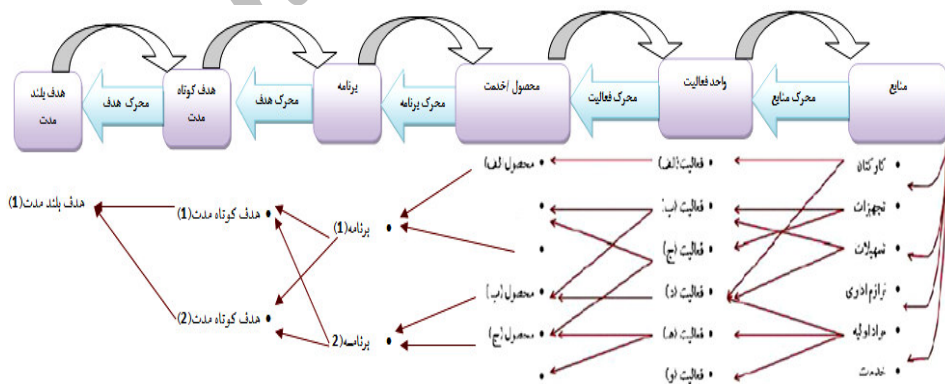 منابع
محرک منابع
واحد فعالیت
محرک فعالیت
محصول /خدمت
محرک برنامه
برنامه
محرک هدف
هدف کوتاه
مدت
محرک هدف
هدف بلند
مدت
• کارکنان
• تجهیزات
• تسهیلات
• لوازم اداری
• مواد اولیه
• خدمت
• فعالیت (الف)
• فعالیت (ب)
• فعالیت (ج)
• فعالیت (د)
• فعالیت (ه)
• فعالیت (و)
• محصول (لف)
•
•
• محصول (ب)
• محصول (ج)
•
• برنامه(1)
• برنامه(2)
• هدف کوتاه مدت(1)
• هدف کوتاه مدت(2)
هدف بلند مدت(1)